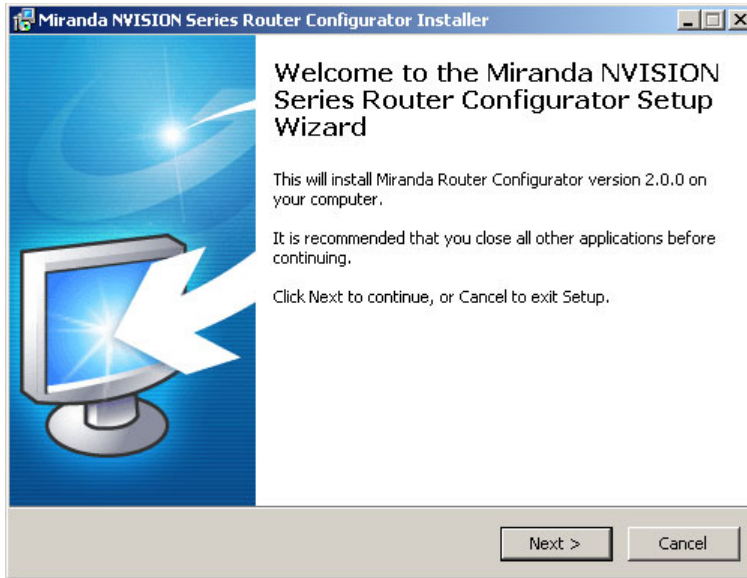 Miranda NVISION Series Router Configurator Installer
Welcome to the Miranda NVISION
Series Router Configurator Setup
Wizard
This will install Miranda Router Configurator version 2.0.0 on
your computer.
It is recommended that you close all other applications before
continuing.
Click Next to continue, or Cancel to exit Setup.
Next >
Cancel